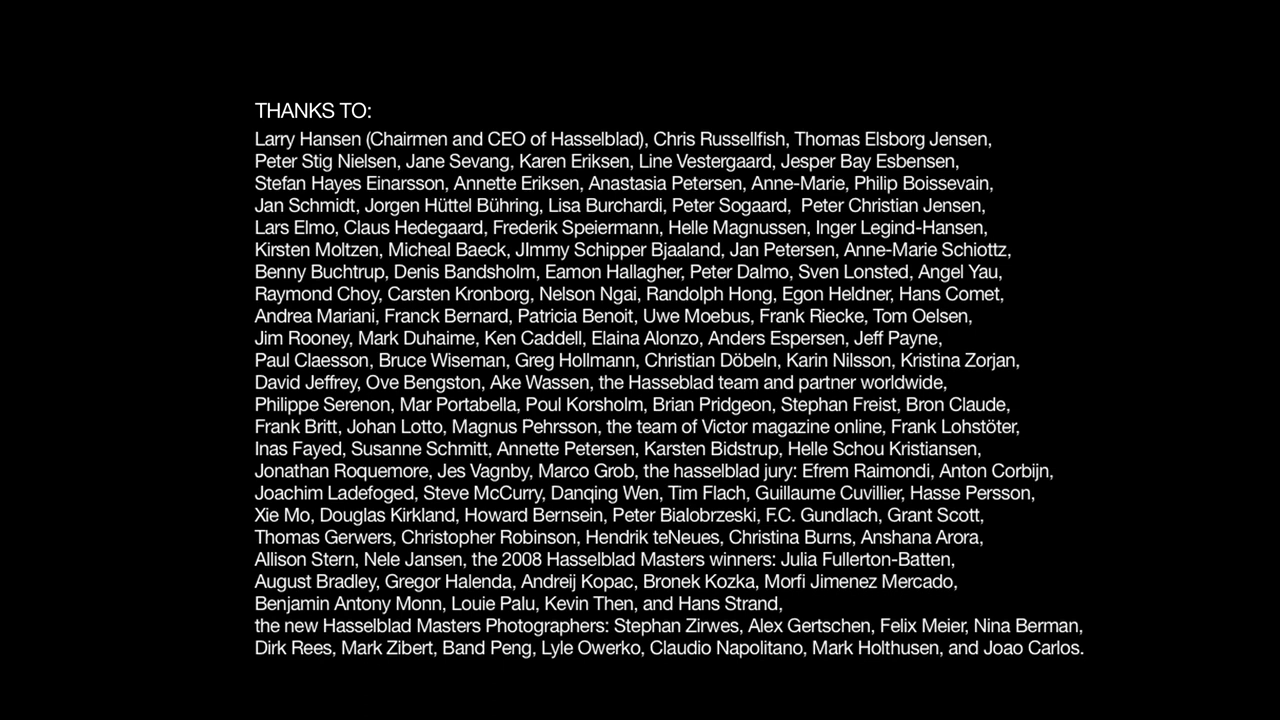 THANKS TO:
Larry Hansen (Chairmen and CEO of Hasselblad), Chris Russellfish, Thomas Elsborg Jensen,
Peter Stig Nielsen, Jane Sevang, Karen Eriksen, Line Vestergaard, Jesper Bay Esbensen,
Stefan Hayes Einarsson, Annette Eriksen, Anastasia Petersen, Anne-Marie, Philip Boissevain,
Jan Schmidt, Jorgen Hüttel Bühring, Lisa Burchardi, Peter Sogaard, Peter Christian Jensen,
Lars Elmo, Claus Hedegaard, Frederik Speiermann, Helle Magnussen, Inger Legind-Hansen,
Kirsten Moltzen, Micheal Baeck, JImmy Schipper Bjaaland, Jan Petersen, Anne-Marie Schiottz,
Benny Buchtrup, Denis Bandsholm, Eamon Hallagher, Peter Dalmo, Sven Lonsted, Angel Yau,
Raymond Choy, Carsten Kronborg, Nelson Ngai, Randolph Hong, Egon Heldner, Hans Comet,
Andrea Mariani, Franck Bernard, Patricia Benoit, Uwe Moebus, Frank Riecke, Tom Oelsen,
Jim Rooney, Mark Duhaime, Ken Caddell, Elaina Alonzo, Anders Espersen, Jeff Payne,
Paul Claesson, Bruce Wiseman, Greg Hollmann, Christian Döbeln, Karin Nilsson, Kristina Zorjan,
David Jeffrey, Ove Bengston, Ake Wassen, the Hasseblad team and partner worldwide,
Philippe Serenon, Mar Portabella, Poul Korsholm, Brian Pridgeon, Stephan Freist, Bron Claude,
Frank Britt, Johan Lotto, Magnus Pehrsson, the team of Victor magazine online, Frank Lohstöter,
Inas Fayed, Susanne Schmitt, Annette Petersen, Karsten Bidstrup, Helle Schou Kristiansen,
Jonathan Roquemore, Jes Vagnby, Marco Grob, the hasselblad jury: Efrem Raimondi, Anton Corbijn,
Joachim Ladefoged, Steve McCurry, Danqing Wen, Tim Flach, Guillaume Cuvillier, Hasse Persson,
Xie Mo, Douglas Kirkland, Howard Bernsein, Peter Bialobrzeski, F.C. Gundlach, Grant Scott,
Thomas Gerwers, Christopher Robinson, Hendrik teNeues, Christina Burns, Anshana Arora,
Allison Stern, Nele Jansen, the 2008 Hasselblad Masters winners: Julia Fullerton-Batten,
August Bradley, Gregor Halenda, Andreij Kopac, Bronek Kozka, Morfi Jimenez Mercado,
Benjamin Antony Monn, Louie Palu, Kevin Then, and Hans Strand,
the new Hasselblad Masters Photographers: Stephan Zirwes, Alex Gertschen, Felix Meier, Nina Berman,
Dirk Rees, Mark Zibert, Band Peng, Lyle Owerko, Claudio Napolitano, Mark Holthusen, and Joao Carlos.